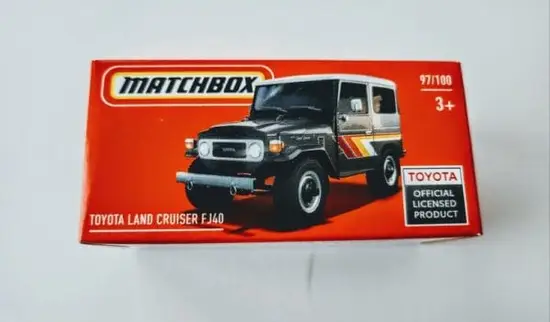 MATCHBOX
97/100
3+
TOYOTA LAND CRUISER FJ40
TOYOTA
OFFICIAL
LICENSED
PRODUCT